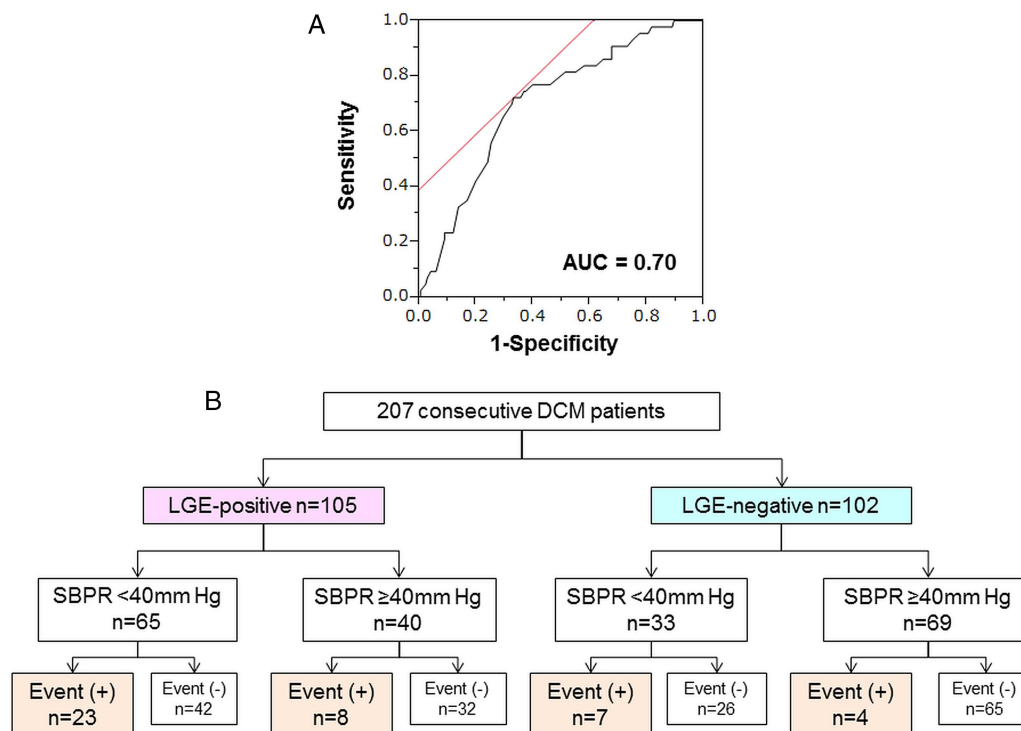 A
1.0
0.8
0.6
0.4
0.2
0.0
Sensitivity
AUC = 0.70
0.0 0.2 0.4 0.6 0.8 1.0
1-Specificity
B
207 consecutive DCM patients
LGE-positive n=105
LGE-negative n=102
SBPR <40mm Hg
n=65
SBPR ≥40mm Hg
n=40
SBPR <40mm Hg
n=33
SBPR ≥40mm Hg
n=69
Event (+)
n=23
Event (-)
n=42
Event (+)
n=8
Event (-)
n=32
Event (+)
n=7
Event (-)
n=26
Event (+)
n=4
Event (-)
n=65